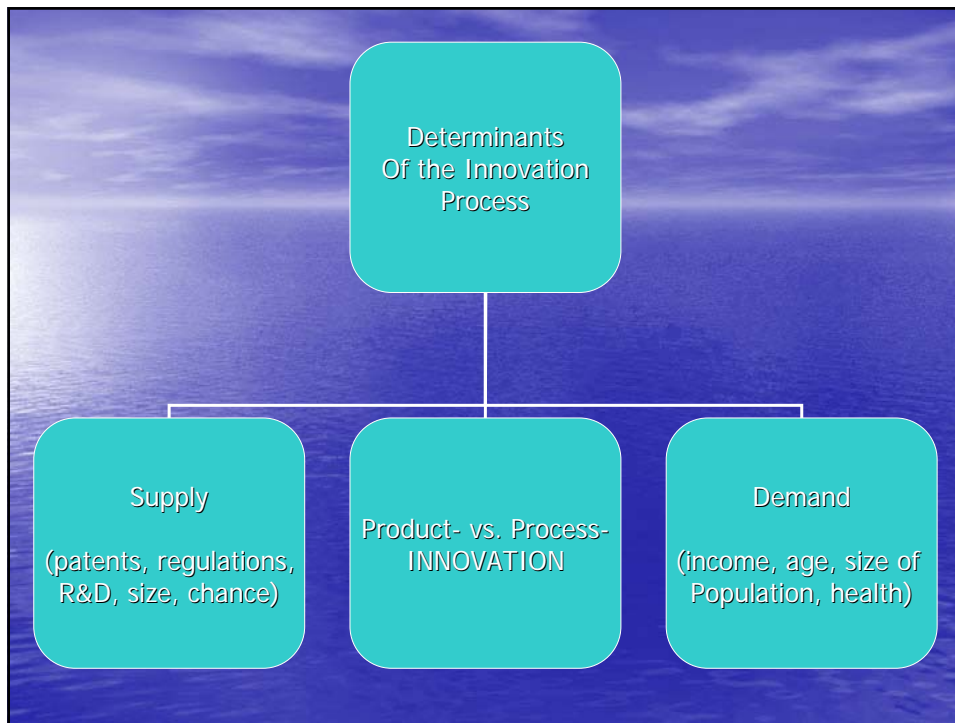 Determinants
Of the Innovation
Process
Supply
(patents, regulations,
R&D, size, chance)
Product- vs. Process-
INNOVATION
Demand
(income, age, size of
Population, health)